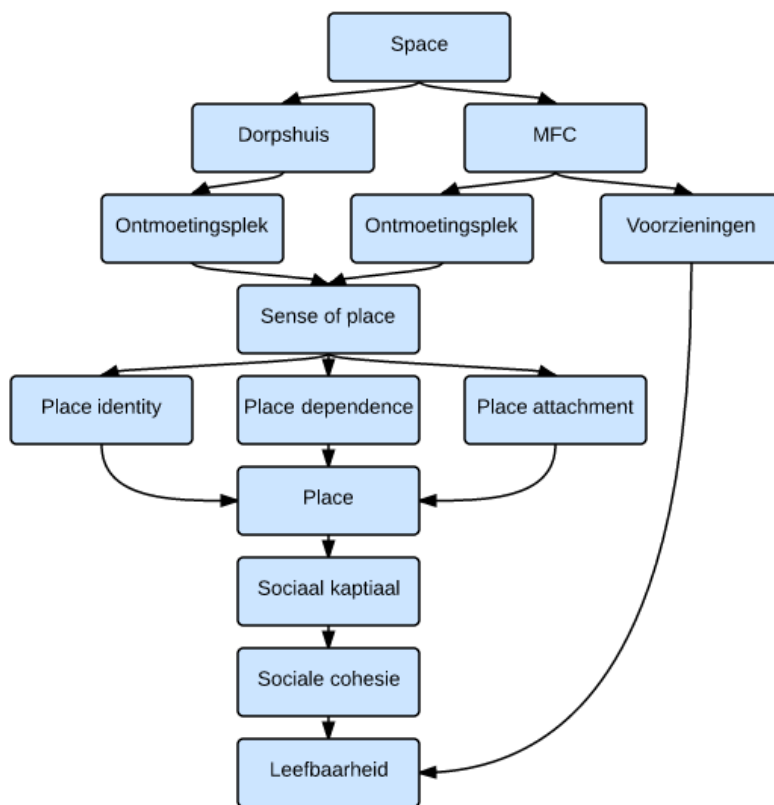 Space
Dorpshuis
MFC
Ontmoetingsplek
Ontmoetingsplek
Voorzieningen
Sense of place
Place identity
Place dependence
Place attachment
Place
Sociaal kaptiaal
Sociale cohesie
Leefbaarheid